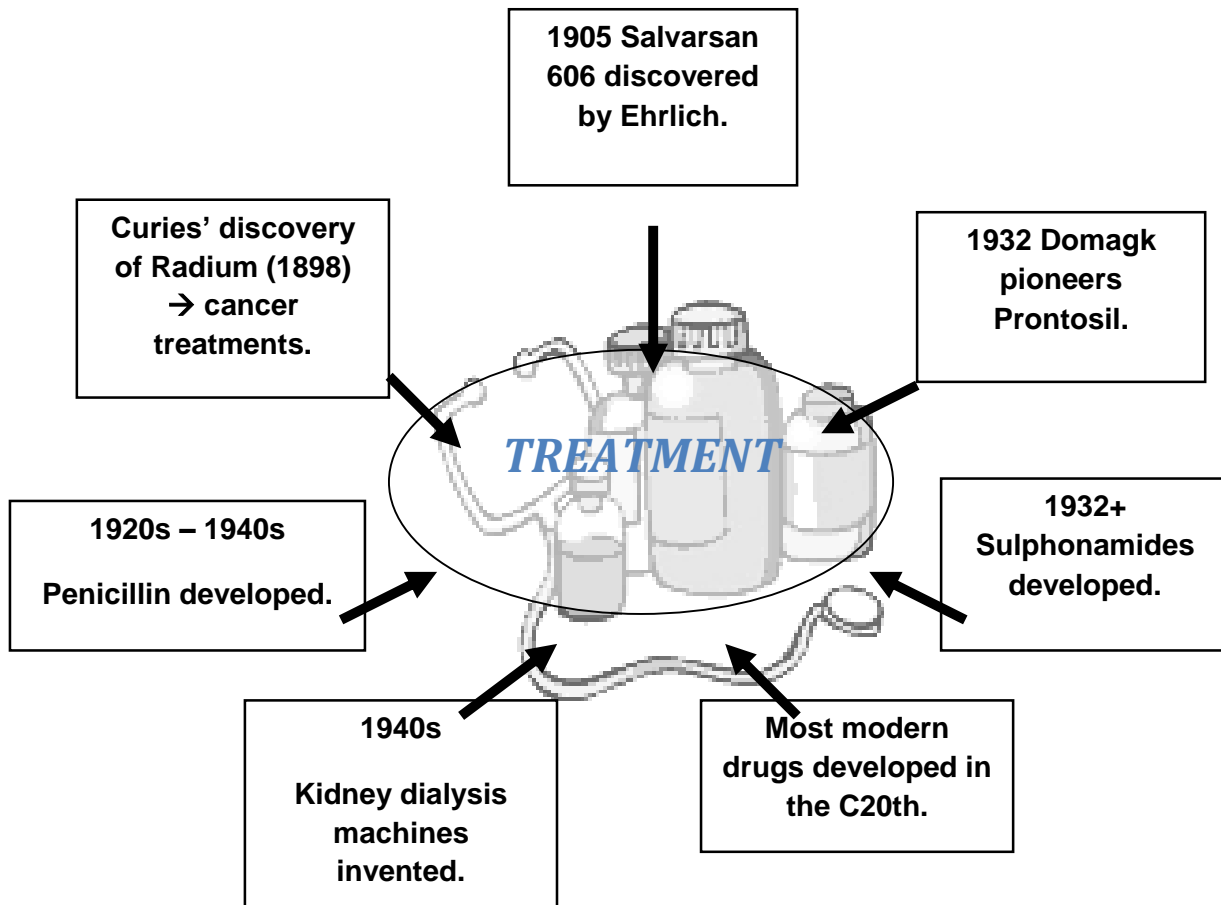 1905 Salvarsan
606 discovered
by Ehrlich.
Curies’ discovery
of Radium (1898)
→ cancer
treatments.
1932 Domagk
pioneers
Prontosil.
TREATMENT
1920s – 1940s
Penicillin developed.
1932+
Sulphonamides
developed.
1940s
Kidney dialysis
machines
invented.
Most modern
drugs developed in
the C20th.